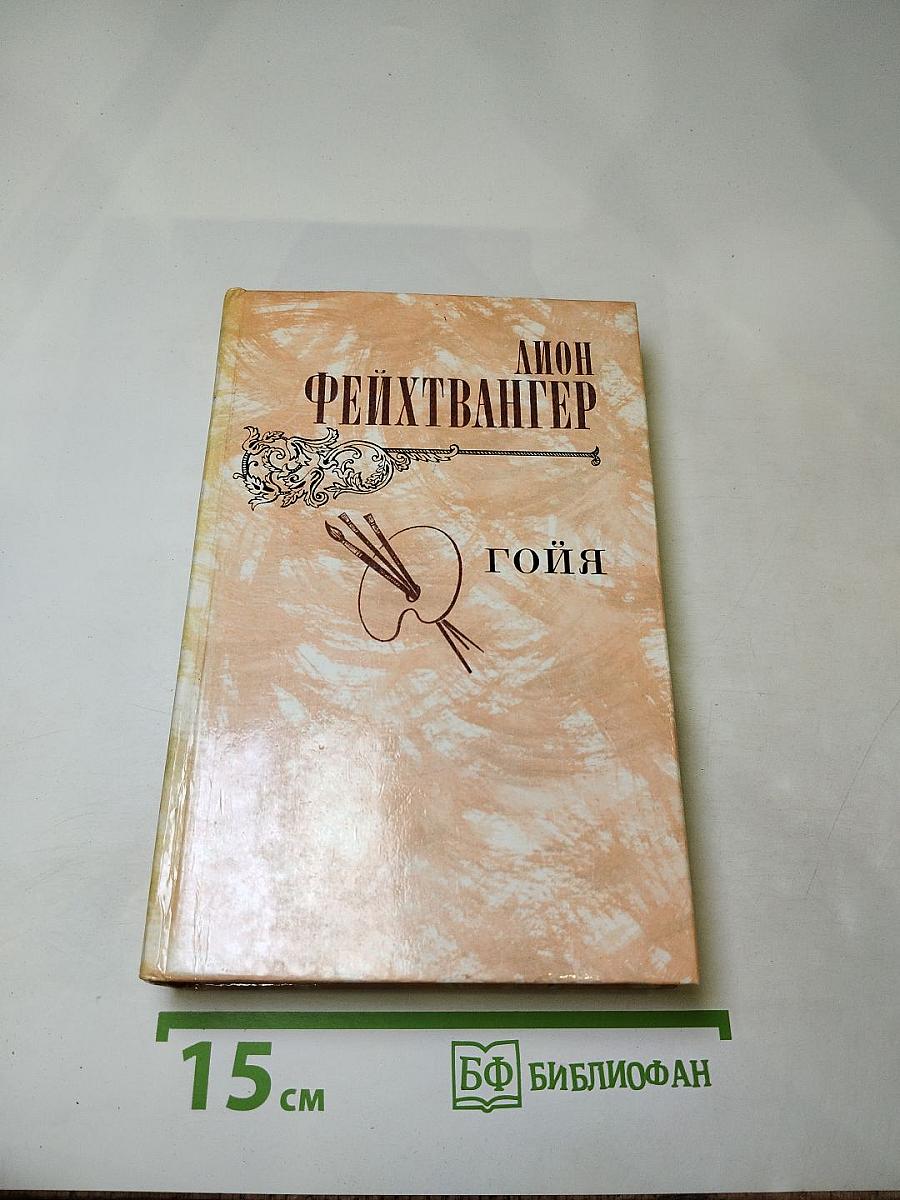 ЛИОН
ФЕЙХТВАНГЕР
ГОЙЯ
15 см
БФ БИБЛИОФАН